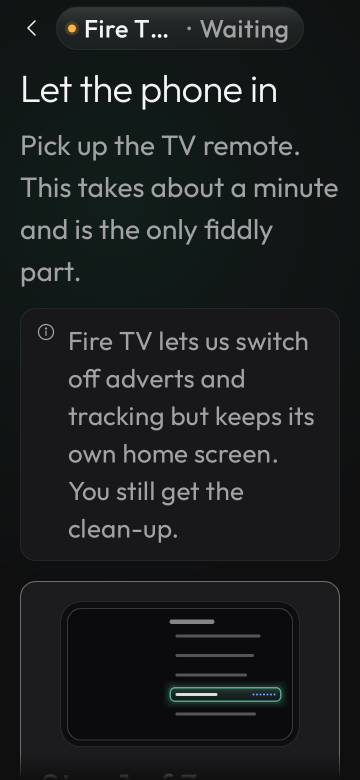 Fire T... · Waiting
Let the phone in
Pick up the TV remote.
This takes about a minute
and is the only fiddly
part.
Fire TV lets us switch
off adverts and
tracking but keeps its
own home screen.
You still get the
clean-up.